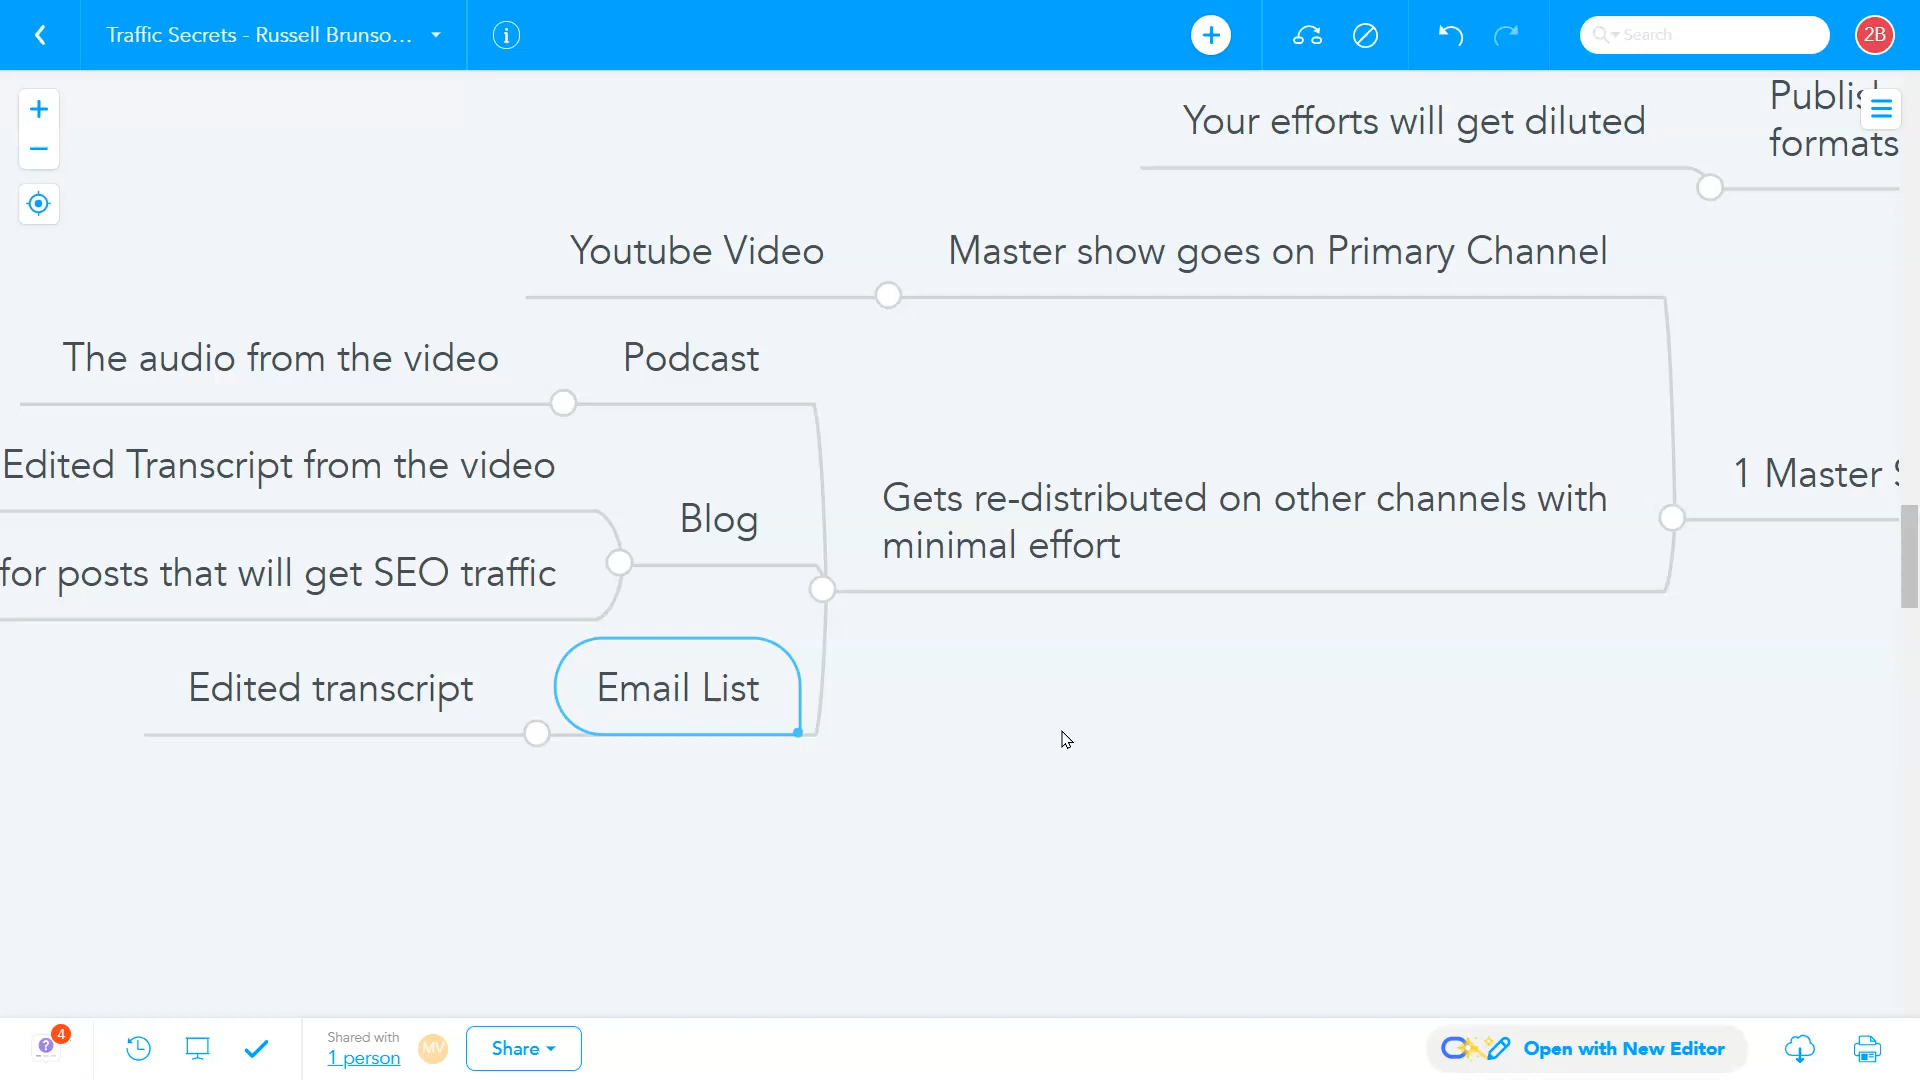 Traffic Secrets - Russell Brunso...
Search
2B
Your efforts will get diluted
formats
Youtube Video
Master show goes on Primary Channel
The audio from the video
Podcast
Edited Transcript from the video
Blog
Gets re-distributed on other channels with
minimal effort
1 Master
for posts that will get SEO traffic
Edited transcript
Email List
4
Shared with
1 person
MV
Share
Open with New Editor